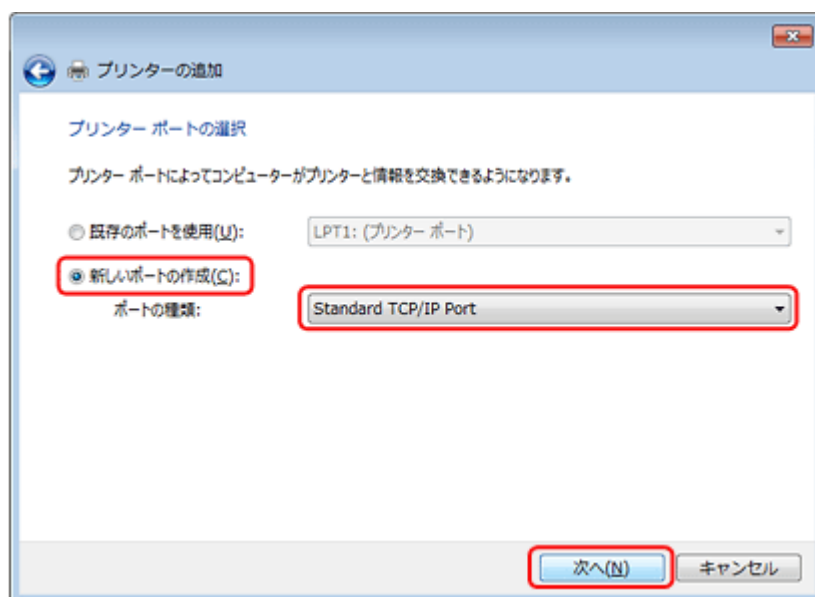 プリンターの追加
プリンター ポートの選択
プリンター ポートによってコンピューターがプリンターと情報を交換できるようになります。
既存のポートを使用(U): LPT1: (プリンター ポート)
新しいポートの作成(C):
ポートの種類: Standard TCP/IP Port
次へ(N) キャンセル